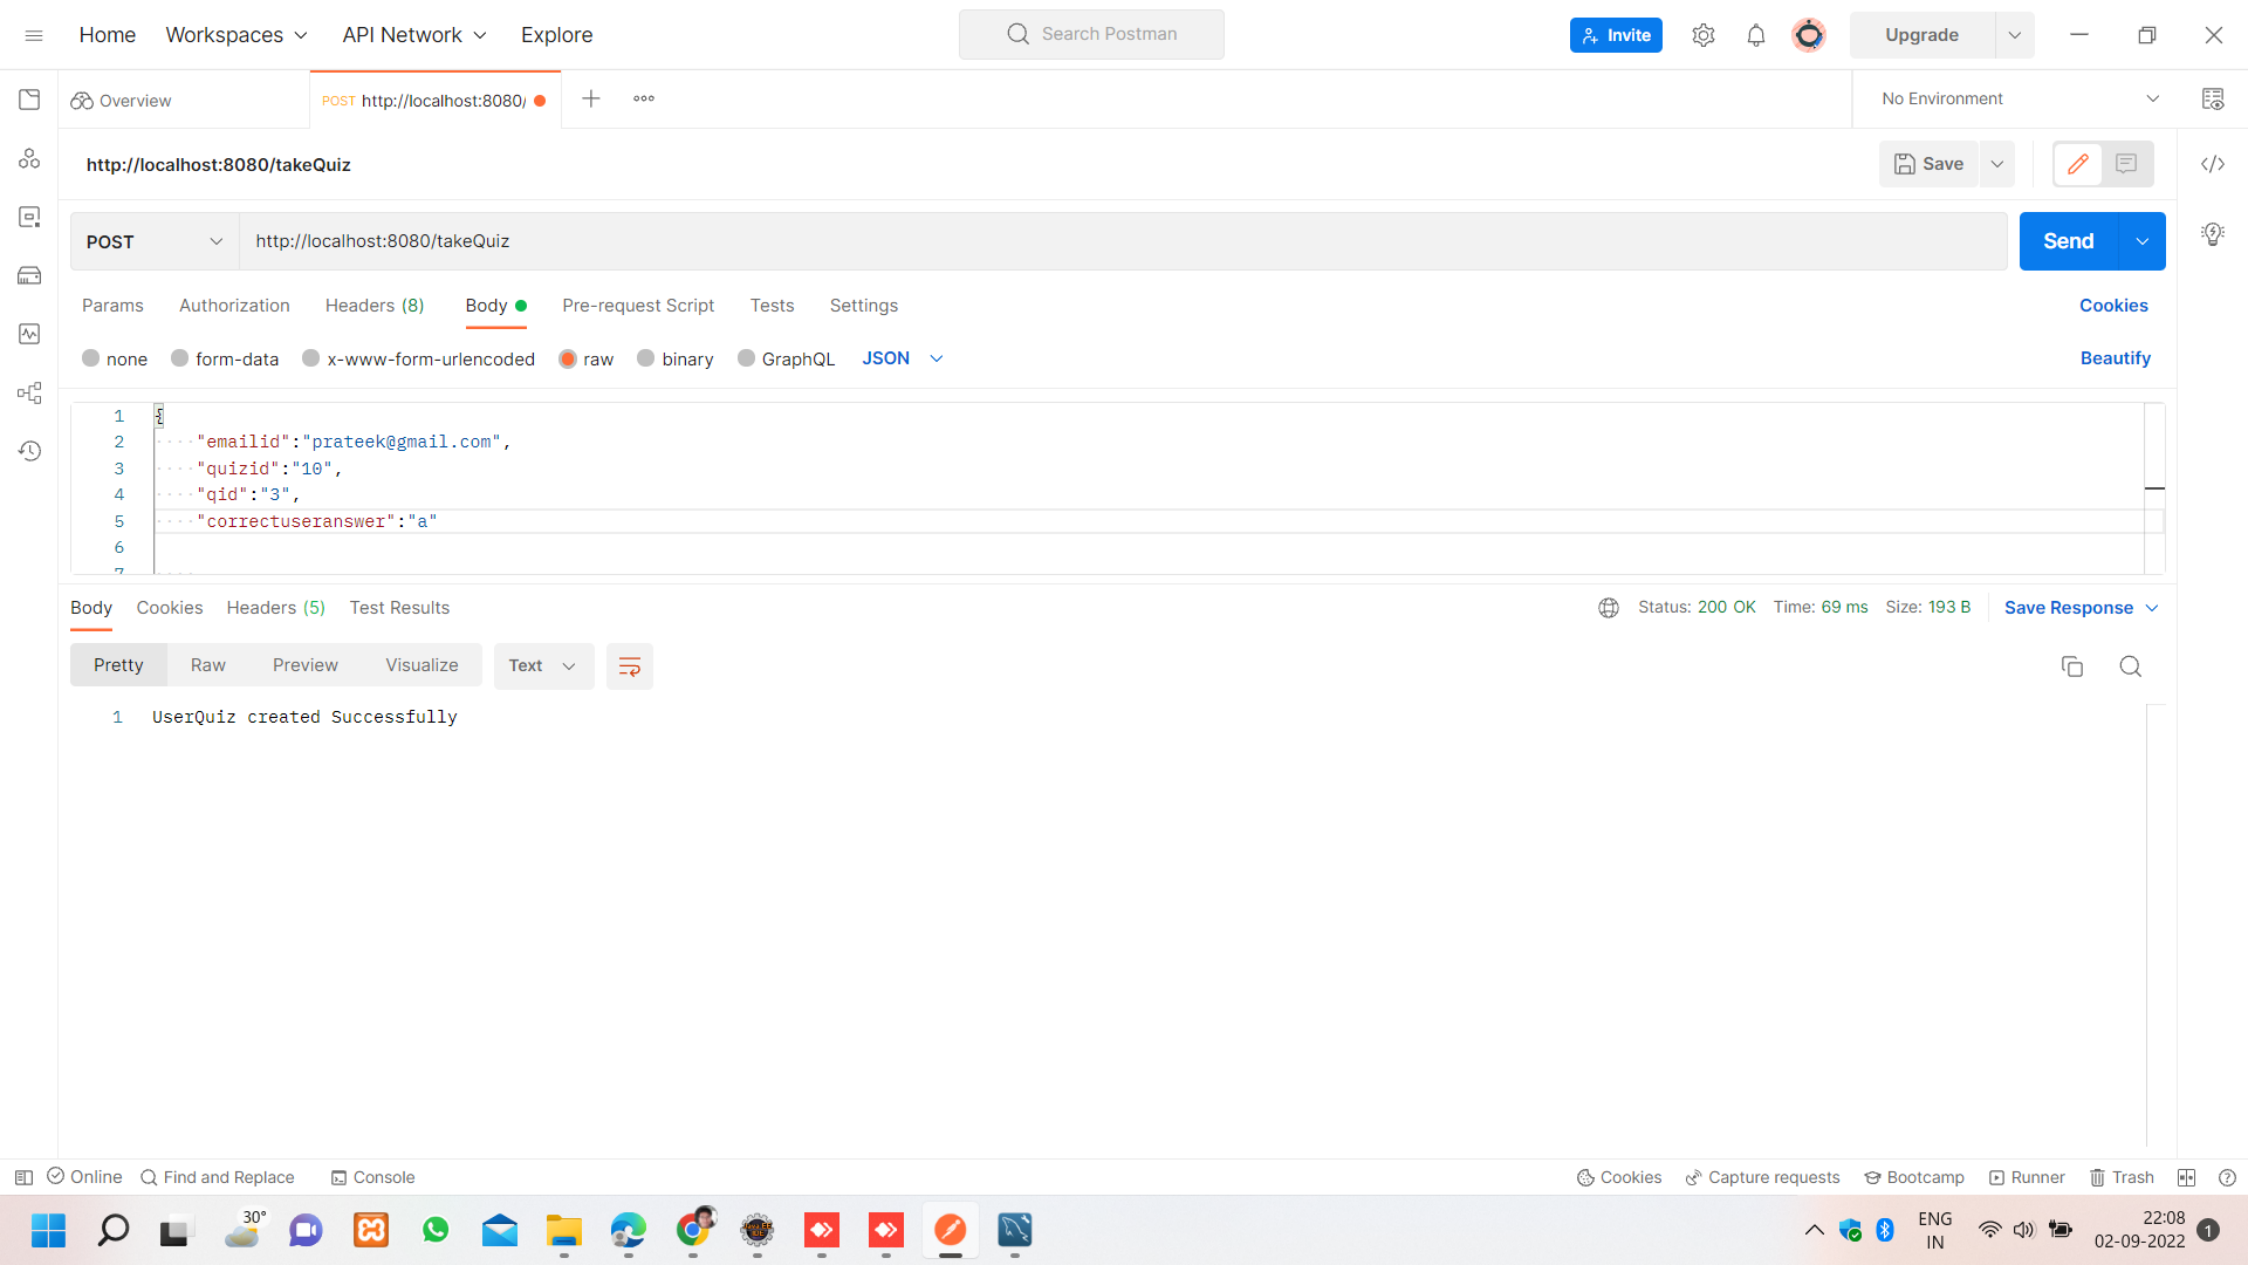 Home Workspaces API Network Explore Search Postman Invite Upgrade
Overview POST http://localhost:8080/ No Environment
http://localhost:8080/takeQuiz Save
POST http://localhost:8080/takeQuiz Send
Params Authorization Headers (8) Body Pre-request Script Tests Settings Cookies
none form-data x-www-form-urlencoded raw binary GraphQL JSON Beautify
1 {
2 "emailid":"prateek@gmail.com",
3 "quizid":"10",
4 "qid":"3",
5 "correctuseranswer":"a"
6
7
Body Cookies Headers (5) Test Results Status: 200 OK Time: 69 ms Size: 193 B Save Response
Pretty Raw Preview Visualize Text
1 UserQuiz created Successfully
Online Find and Replace Console Cookies Capture requests Bootcamp Runner Trash
30° ENG 22:08 1
IN 02-09-2022